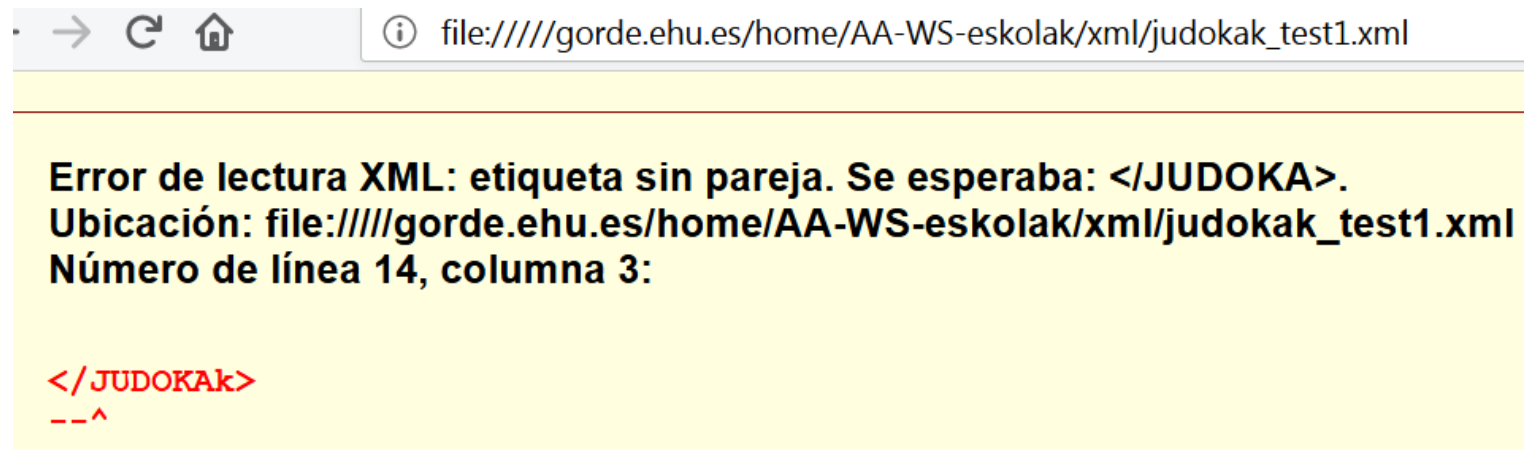 file://///gorde.ehu.es/home/AA-WS-eskolak/xml/judokak_test1.xml
Error de lectura XML: etiqueta sin pareja. Se esperaba: </JUDOKA>.
Ubicación: file://///gorde.ehu.es/home/AA-WS-eskolak/xml/judokak_test1.xml
Número de línea 14, columna 3:
</JUDOKAk>
--^